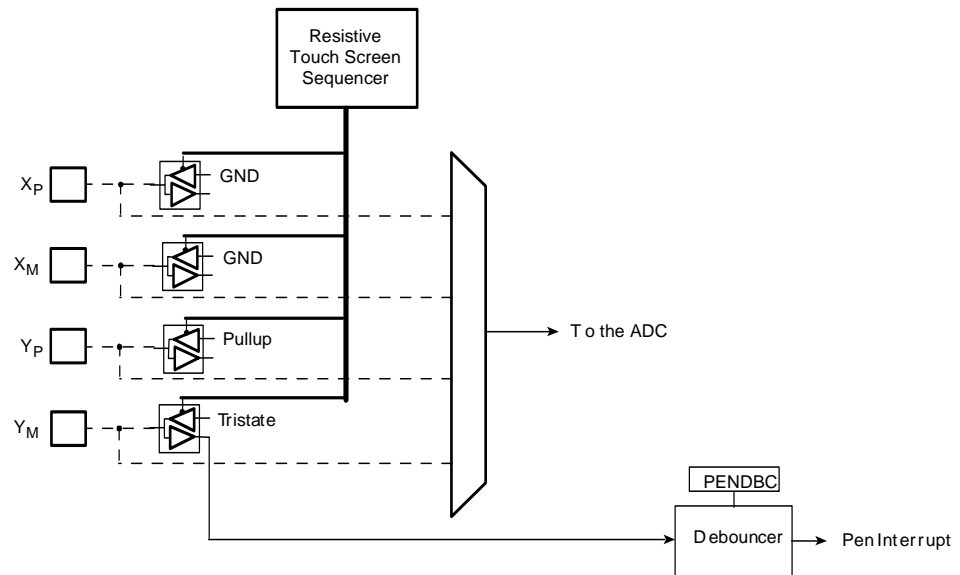 Resistive
Touch Screen
Sequencer
XP
GND
XM
GND
YP
Pullup
To the ADC
YM
Tristate
PENDBC
Debouncer
Pen Interrupt